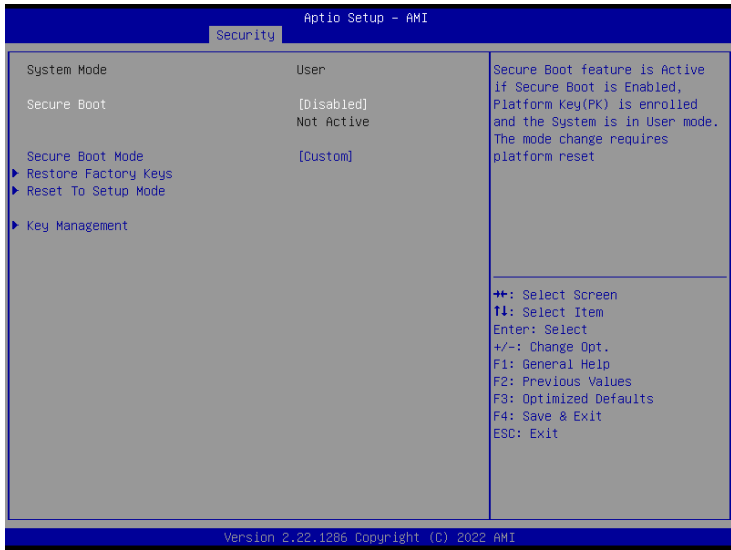 Aptio Setup - AMI
Security
System Mode User
Secure Boot [Disabled]
Not Active
Secure Boot Mode [Custom]
Restore Factory Keys
Reset To Setup Mode
Key Management
Secure Boot feature is Active
if Secure Boot is Enabled,
Platform Key(PK) is enrolled
and the System is in User mode.
The mode change requires
platform reset
→←: Select Screen
↑↓: Select Item
Enter: Select
+/-: Change Opt.
F1: General Help
F2: Previous Values
F3: Optimized Defaults
F4: Save & Exit
ESC: Exit
Version 2.22.1286 Copyright (C) 2022 AMI